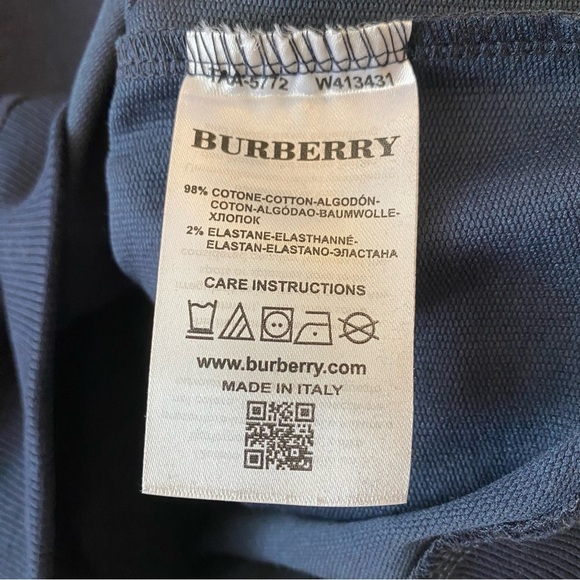 W413431
BURBERRY
98% COTONE-COTTON-ALGODÓN-
COTON-ALGODÃO-BAUMWOLLE-
ХЛОПОК
2% ELASTANE-ELASTHANNÉ-
ELASTAN-ELASTANO-ЭЛАСТАНА
CARE INSTRUCTIONS
www.burberry.com
MADE IN ITALY